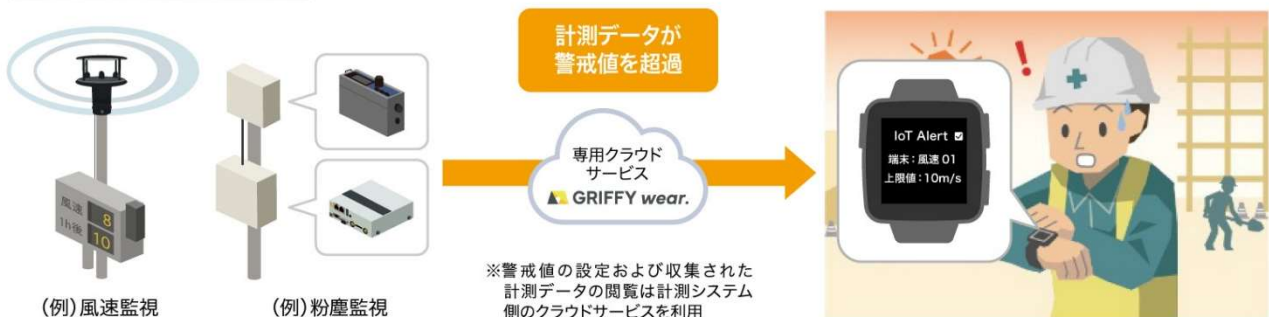 計測データが
警戒値を超過
専用クラウド
サービス
GRIFFY wear.
風速 8
1h後 10
IoT Alert
端末：風速 01
上限値：10m/s
(例)風速監視
(例)粉塵監視
※警戒値の設定および収集された
計測データの閲覧は計測システム
側のクラウドサービスを利用